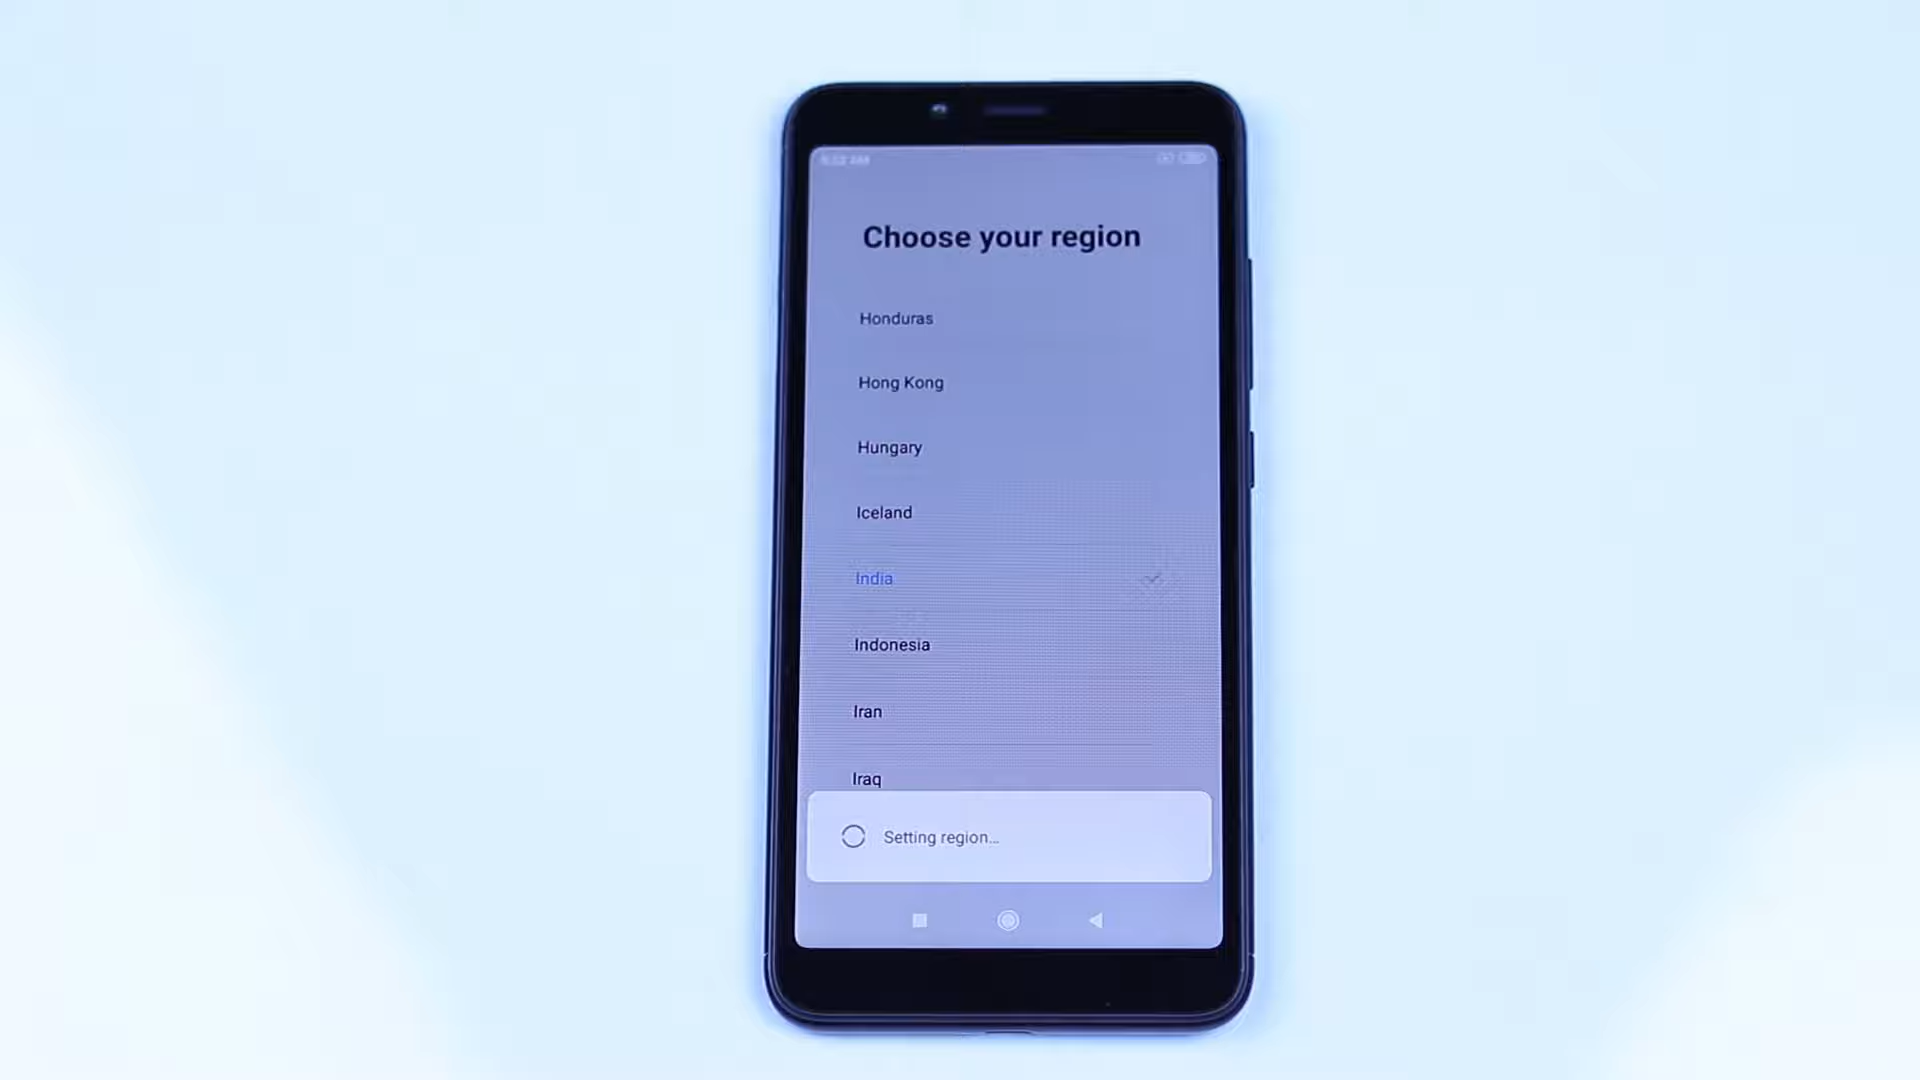 Choose your region
Honduras
Hong Kong
Hungary
Iceland
India
Indonesia
Iran
Iraq
Setting region...